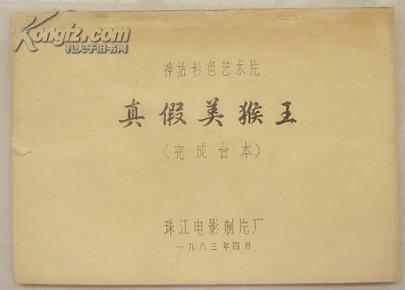 kongfz.com
孔夫子旧书网
神话彩色艺术片
真假美猴王
(完成台本)
珠江电影制片厂
一九八三年四月